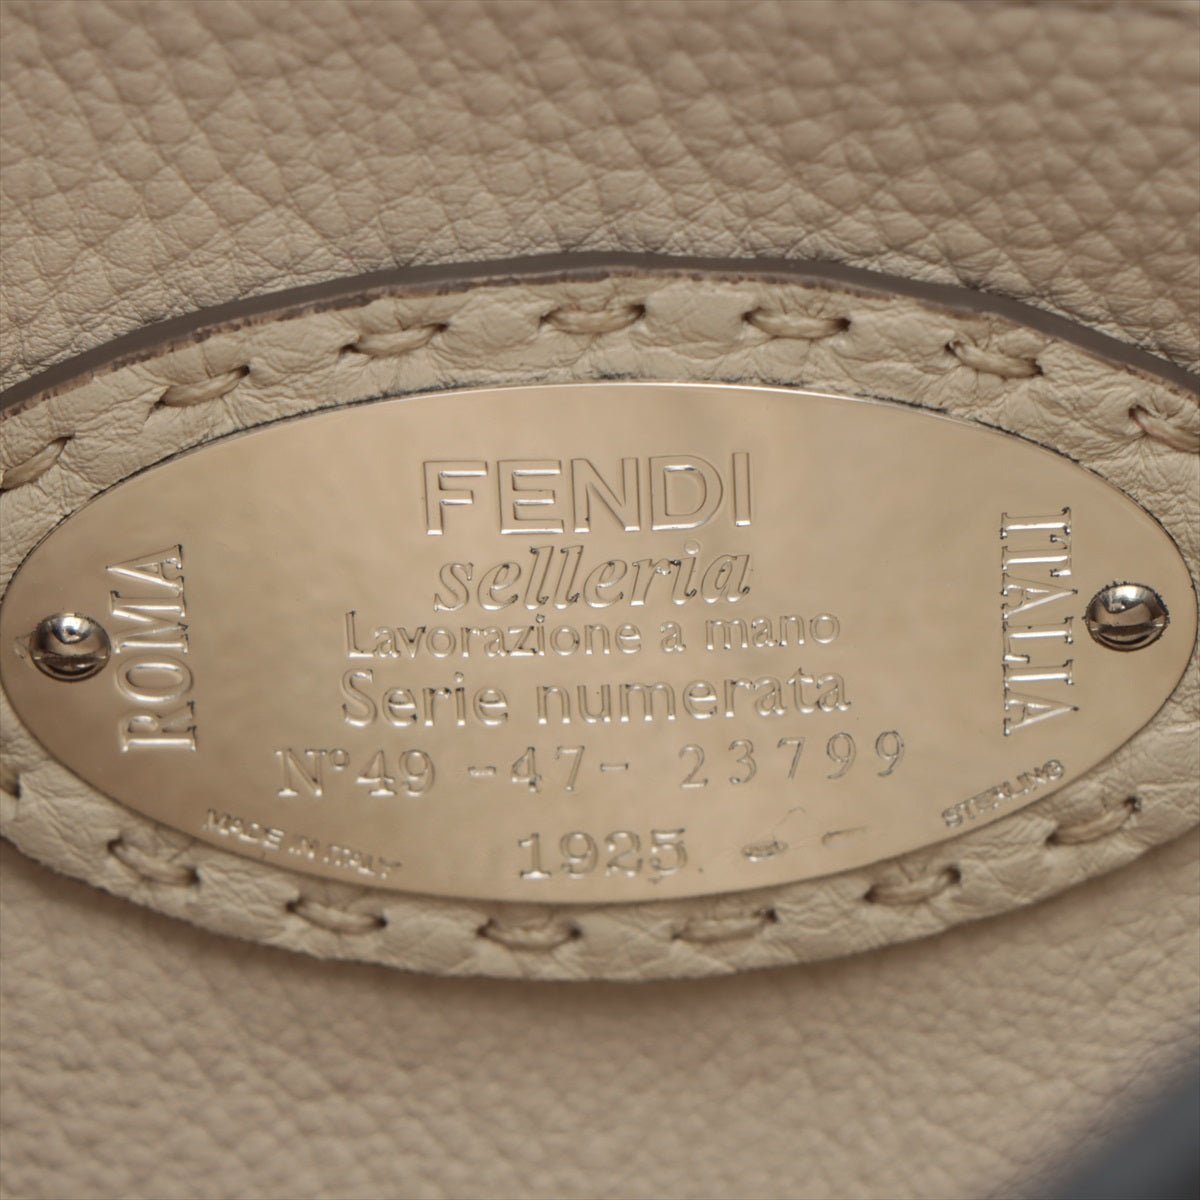 FENDI
selleria
Lavorazione a mano
Serie numerata
N° 49 - 47 - 23799
1925
ROMA
ITALIA
MADE IN ITALY
STERLING